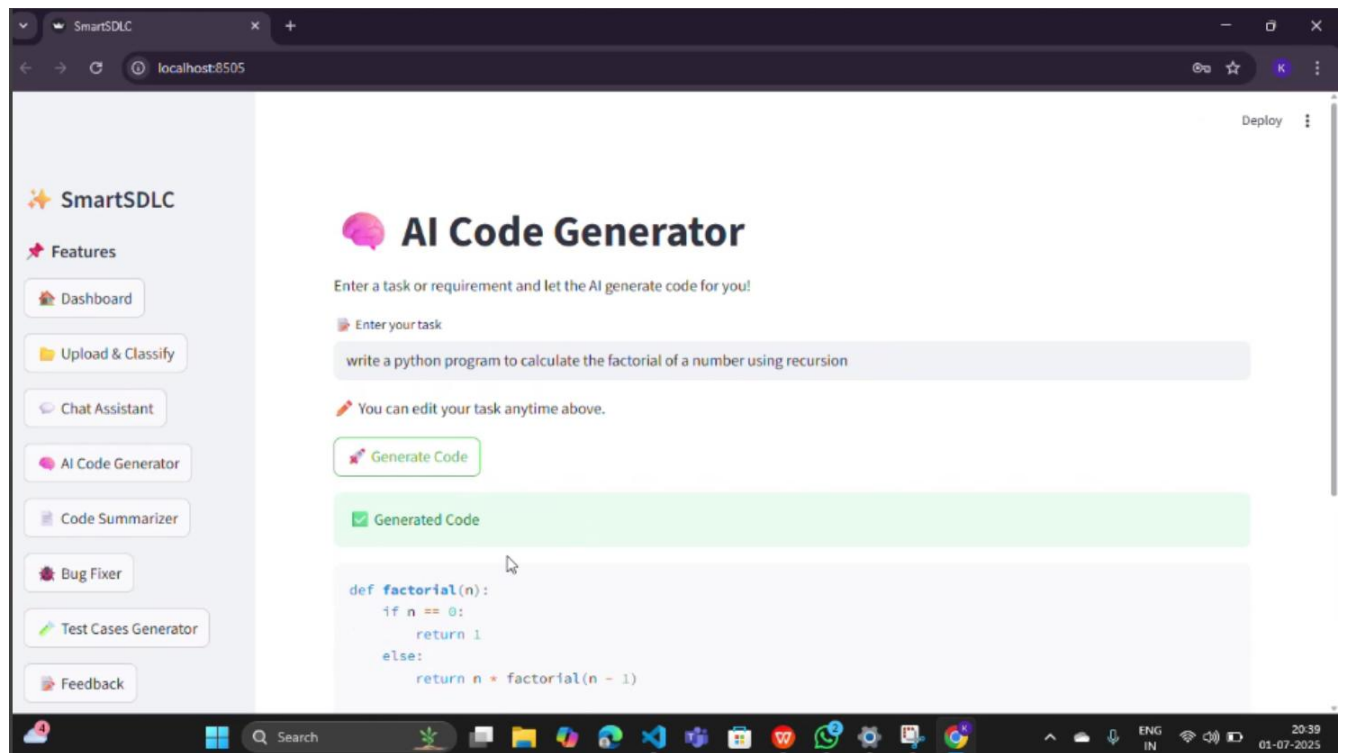 SmartSDLC
localhost:8505
K
Deploy
SmartSDLC
Features
Dashboard
Upload & Classify
Chat Assistant
AI Code Generator
Code Summarizer
Bug Fixer
Test Cases Generator
Feedback
AI Code Generator
Enter a task or requirement and let the AI generate code for you!
Enter your task
write a python program to calculate the factorial of a number using recursion
You can edit your task anytime above.
Generate Code
Generated Code
def factorial(n):
    if n == 0:
        return 1
    else:
        return n * factorial(n - 1)
4
Search
2
K
ENG
IN
20:39
01-07-2025